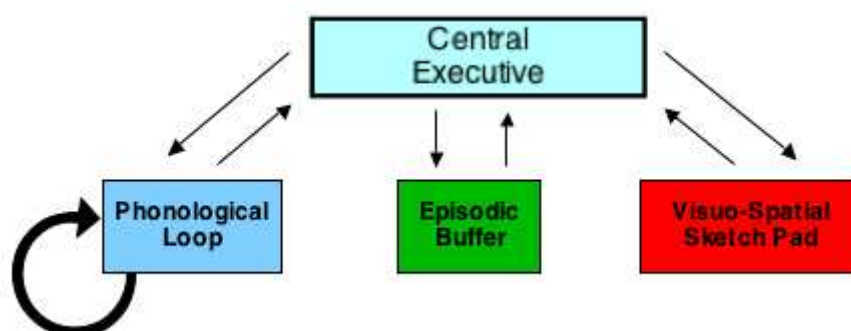 Central
Executive
Phonological
Loop
Episodic
Buffer
Visuo-Spatial
Sketch Pad